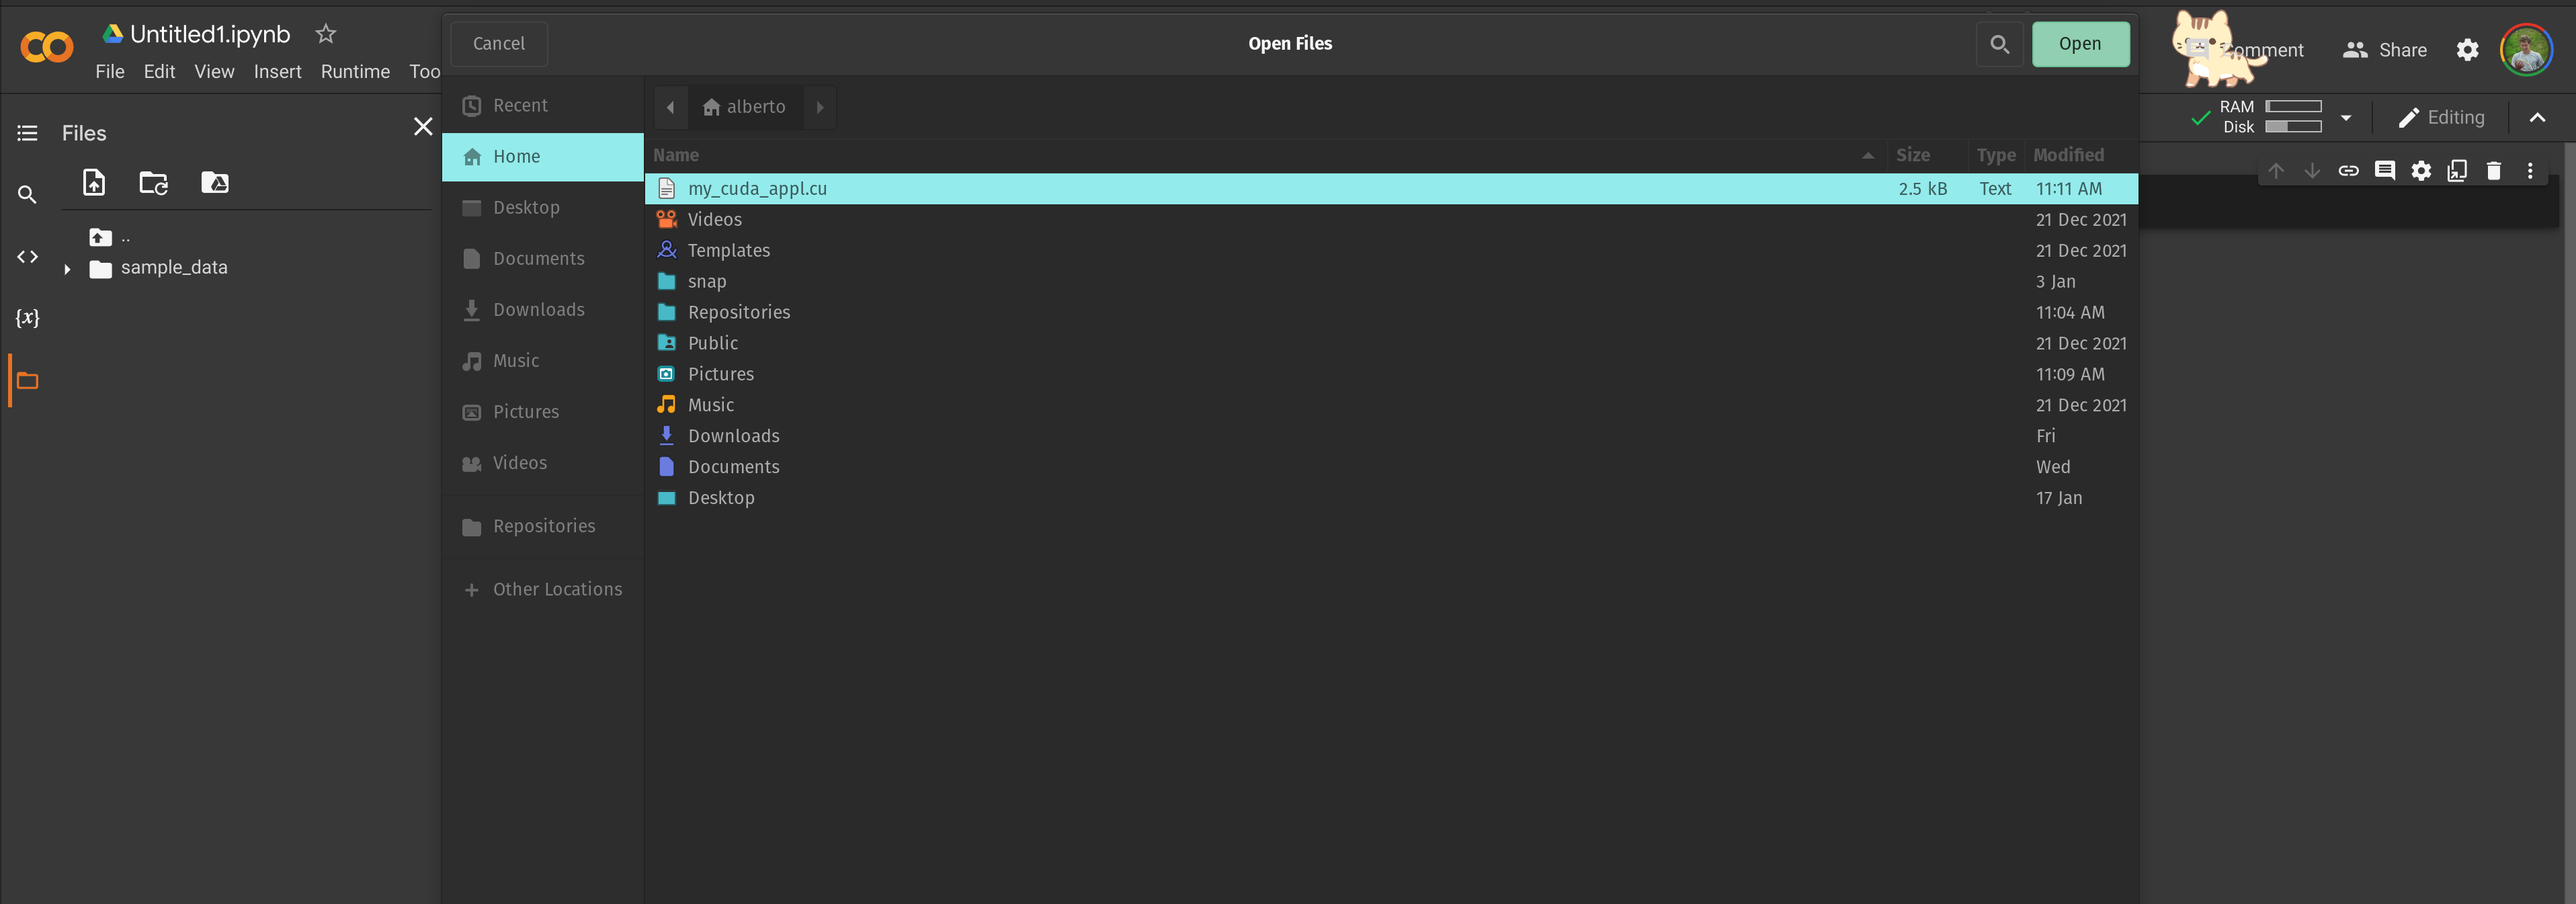 Untitled1.ipynb
File Edit View Insert Runtime Too
Files
..
sample_data
{x}
Cancel
Open Files
Open
Recent
Home
Desktop
Documents
Downloads
Music
Pictures
Videos
Repositories
Other Locations
alberto
Name Size Type Modified
my_cuda_appl.cu 2.5 kB Text 11:11 AM
Videos 21 Dec 2021
Templates 21 Dec 2021
snap 3 Jan
Repositories 11:04 AM
Public 21 Dec 2021
Pictures 11:09 AM
Music 21 Dec 2021
Downloads Fri
Documents Wed
Desktop 17 Jan
omment
Share
RAM
Disk
Editing